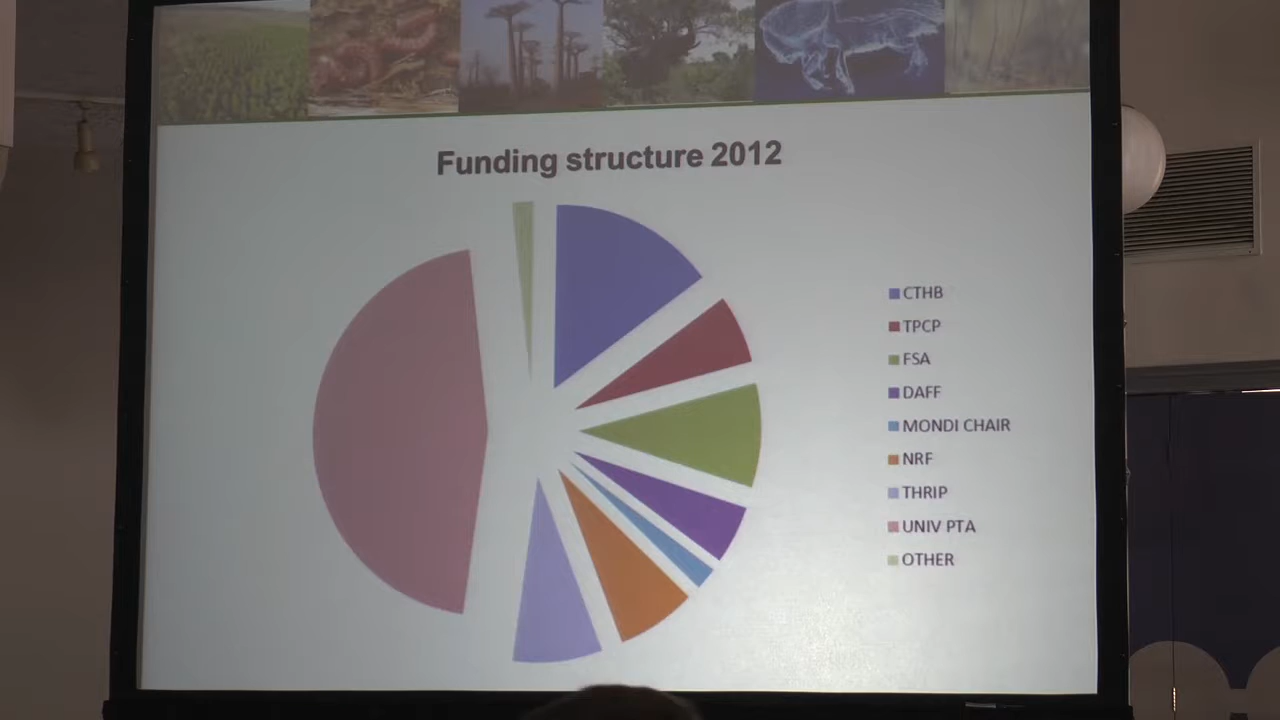 Funding structure 2012
CTHB
TPCP
FSA
DAFF
MONDI CHAIR
NRF
THRIP
UNIV PTA
OTHER